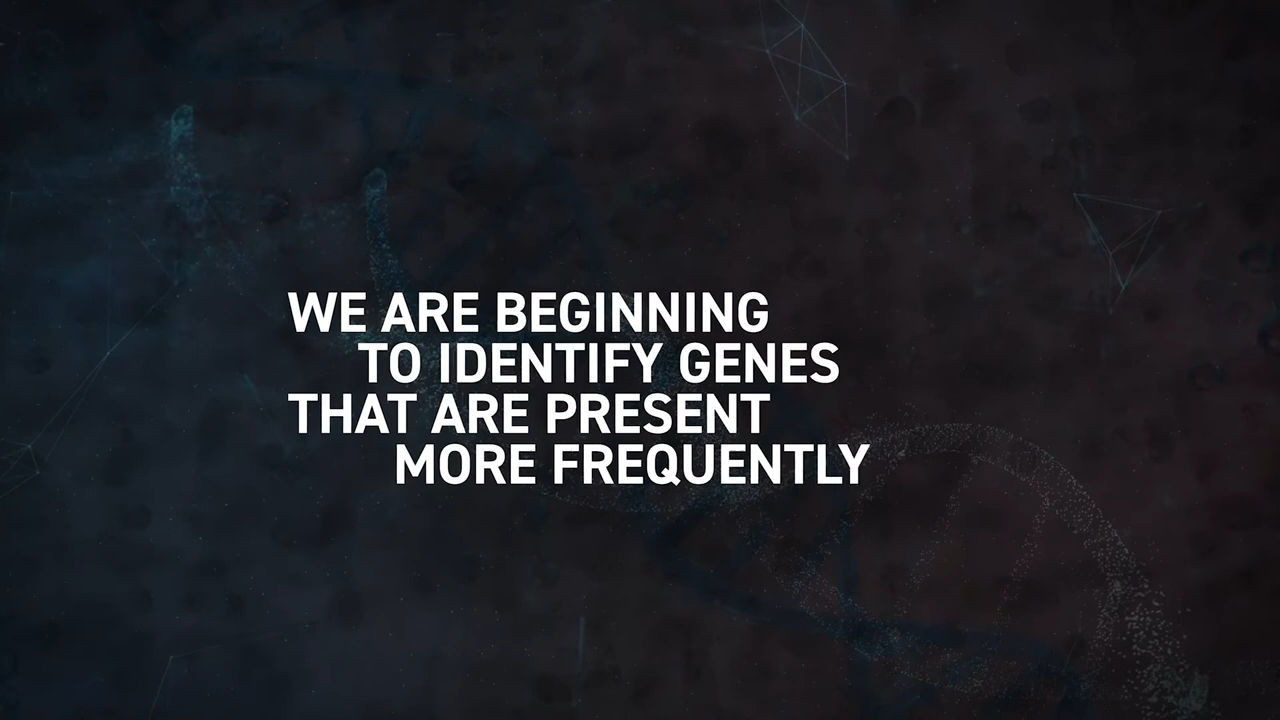 WE ARE BEGINNING
TO IDENTIFY GENES
THAT ARE PRESENT
MORE FREQUENTLY